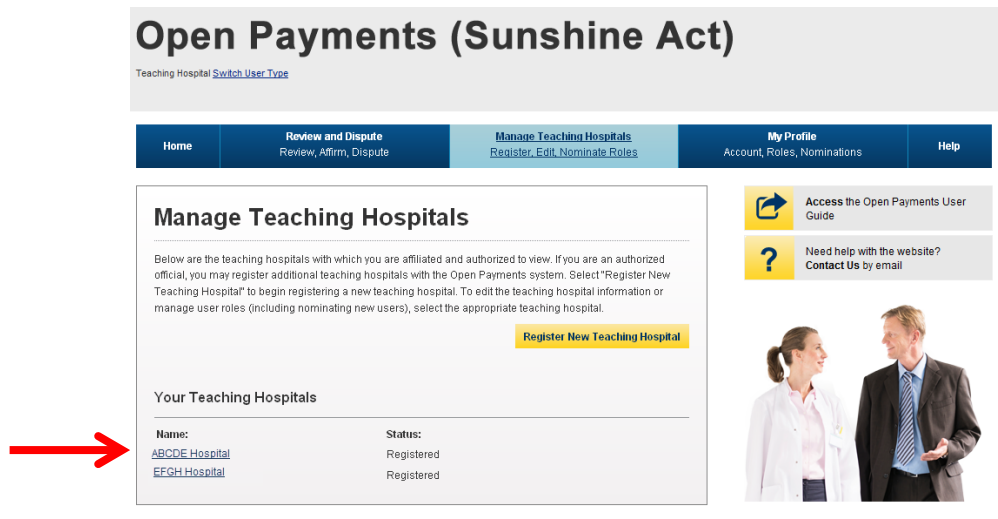 Open Payments (Sunshine Act)
Teaching Hospital Switch User Type
Home
Review and Dispute
Review, Affirm, Dispute
Manage Teaching Hospitals
Register, Edit, Nominate Roles
My Profile
Account, Roles, Nominations
Help
Manage Teaching Hospitals
Below are the teaching hospitals with which you are affiliated and authorized to view. If you are an authorized
official, you may register additional teaching hospitals with the Open Payments system. Select "Register New
Teaching Hospital" to begin registering a new teaching hospital. To edit the teaching hospital information or
manage user roles (including nominating new users), select the appropriate teaching hospital.
Register New Teaching Hospital
Your Teaching Hospitals
Name: Status:
ABCDE Hospital Registered
EFGH Hospital Registered
Access the Open Payments User
Guide
?
Need help with the website?
Contact Us by email